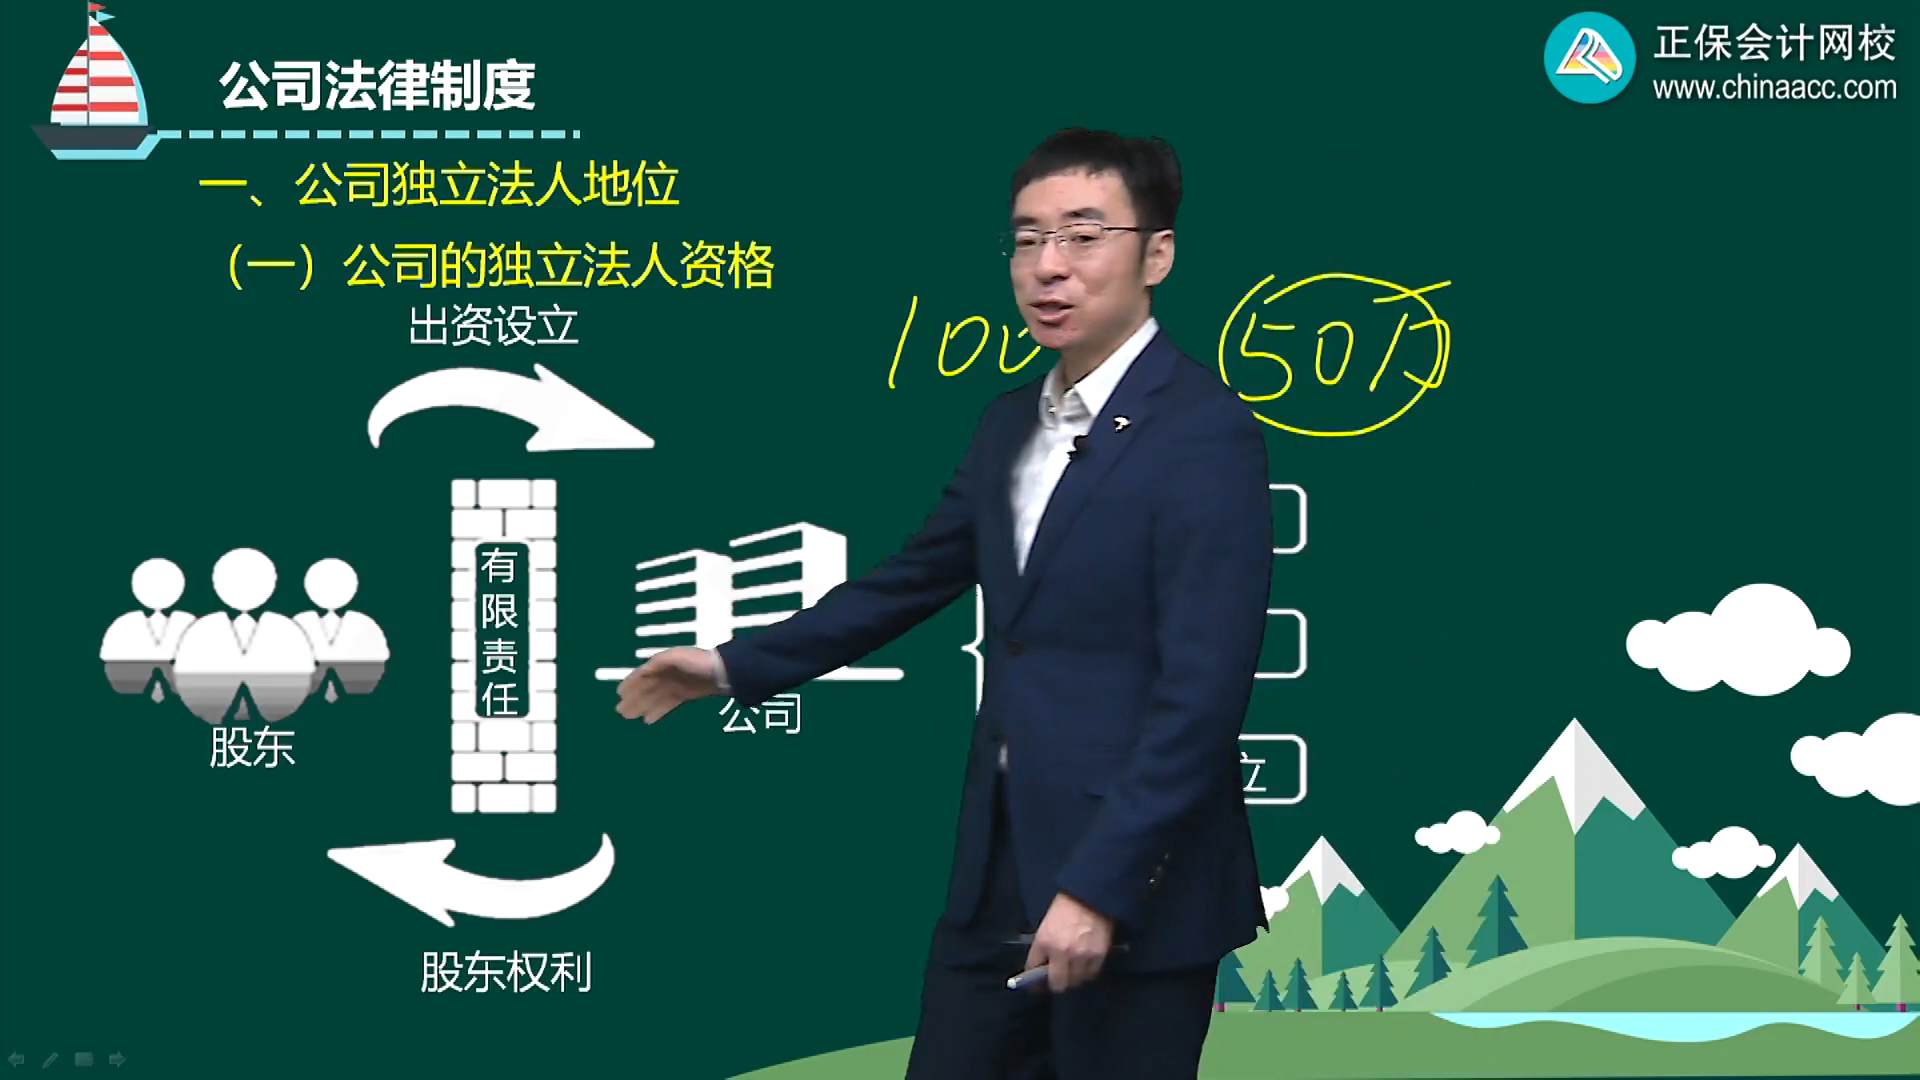 正保会计网校
www.chinaacc.com
公司法律制度
一、公司独立法人地位
（一）公司的独立法人资格
出资设立
100
50万
有限责任
股东
公司
立
股东权利